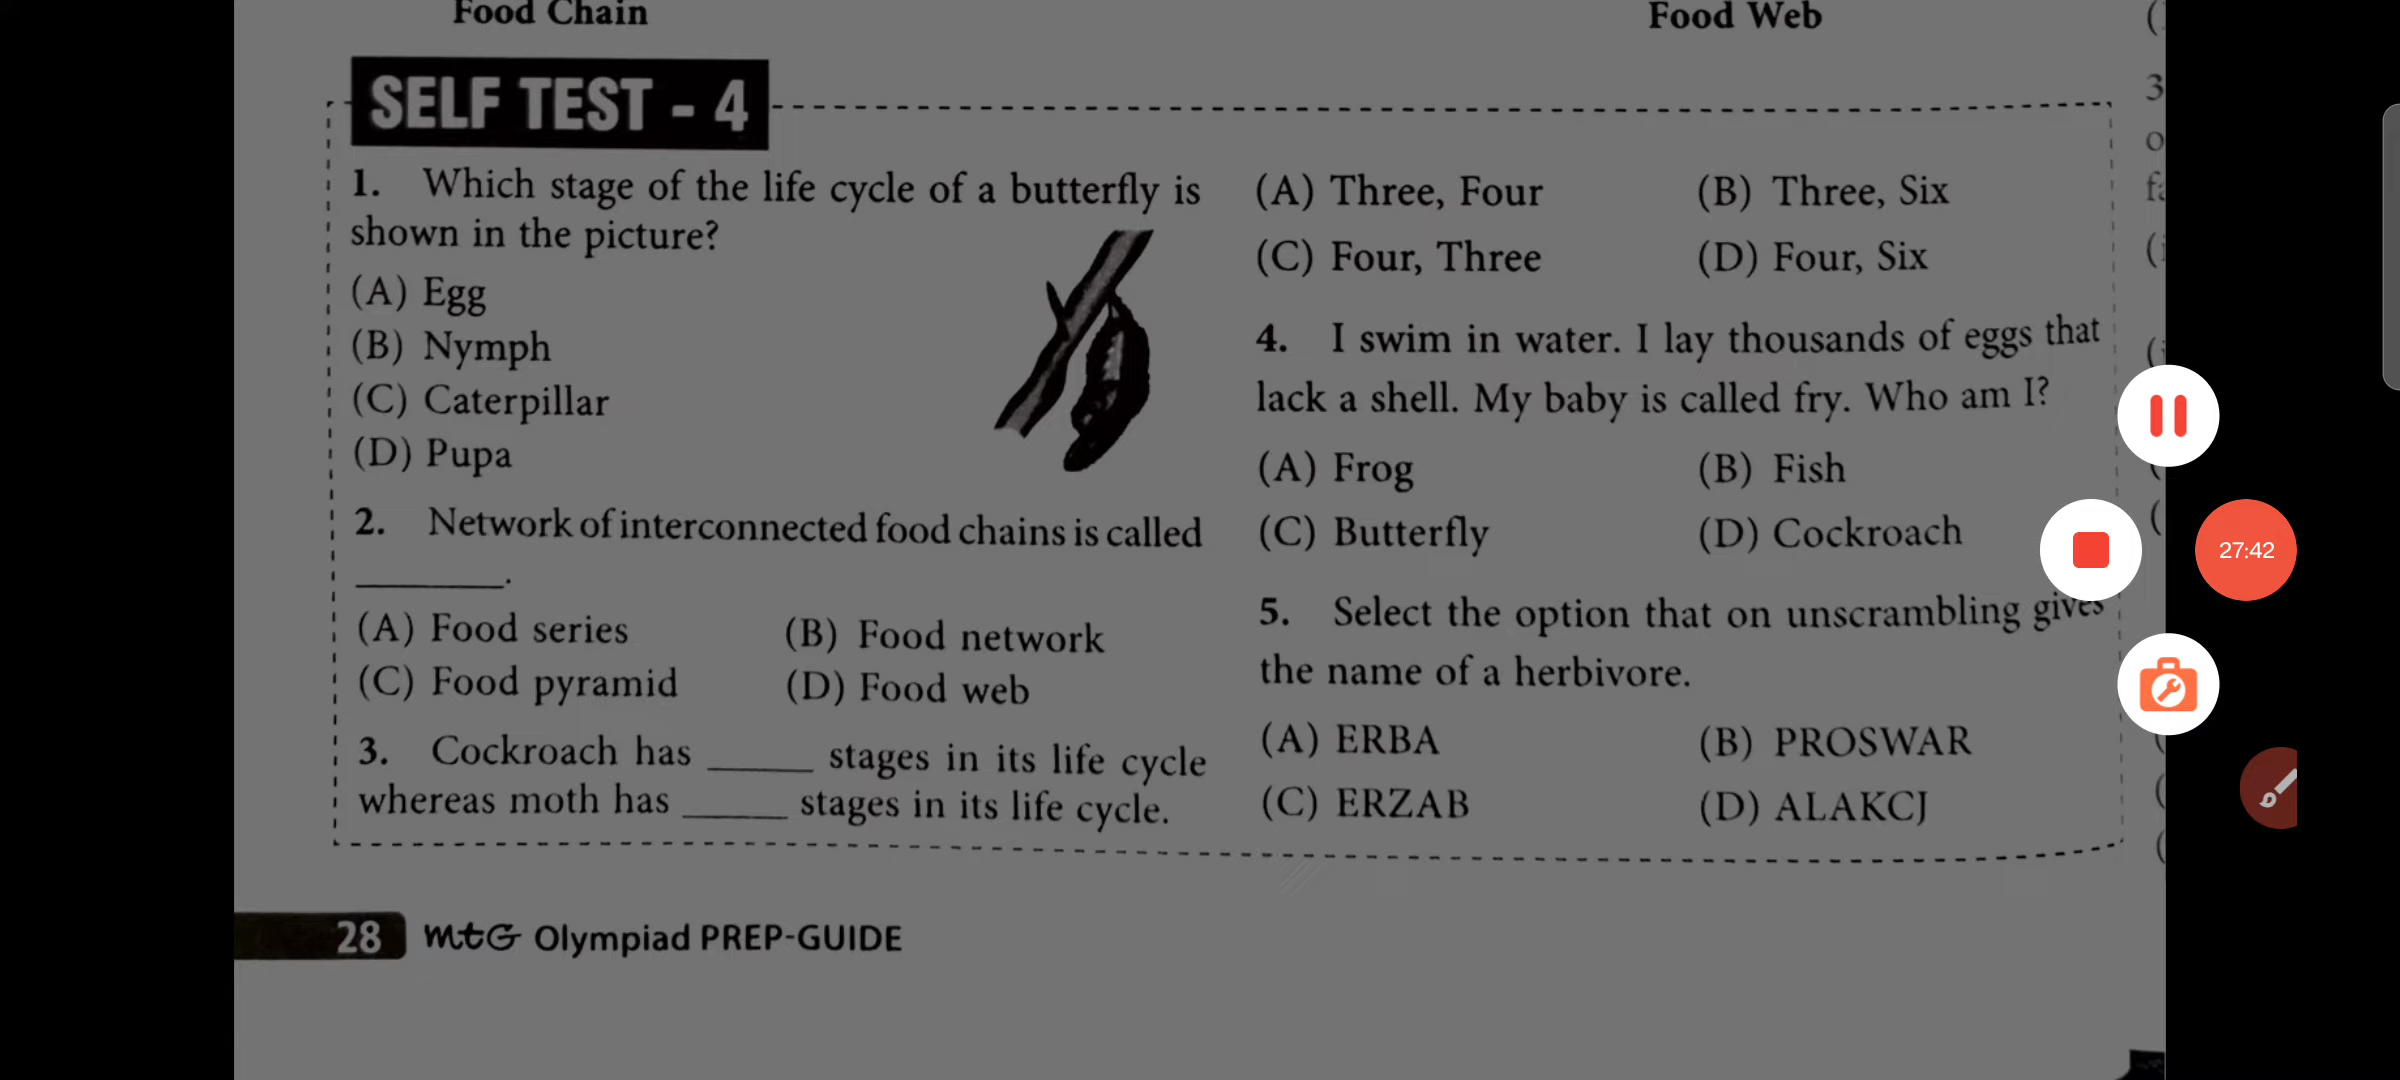 Food Chain
Food Web
SELF TEST - 4
1. Which stage of the life cycle of a butterfly is
shown in the picture?
(A) Egg
(B) Nymph
(C) Caterpillar
(D) Pupa
2. Network of interconnected food chains is called
________.
(A) Food series
(B) Food network
(C) Food pyramid
(D) Food web
3. Cockroach has ______ stages in its life cycle
whereas moth has ______ stages in its life cycle.
(A) Three, Four
(B) Three, Six
(C) Four, Three
(D) Four, Six
4. I swim in water. I lay thousands of eggs that
lack a shell. My baby is called fry. Who am I?
(A) Frog
(B) Fish
(C) Butterfly
(D) Cockroach
5. Select the option that on unscrambling gives
the name of a herbivore.
(A) ERBA
(B) PROSWAR
(C) ERZAB
(D) ALAKCJ
28 mtG Olympiad PREP-GUIDE
27:42